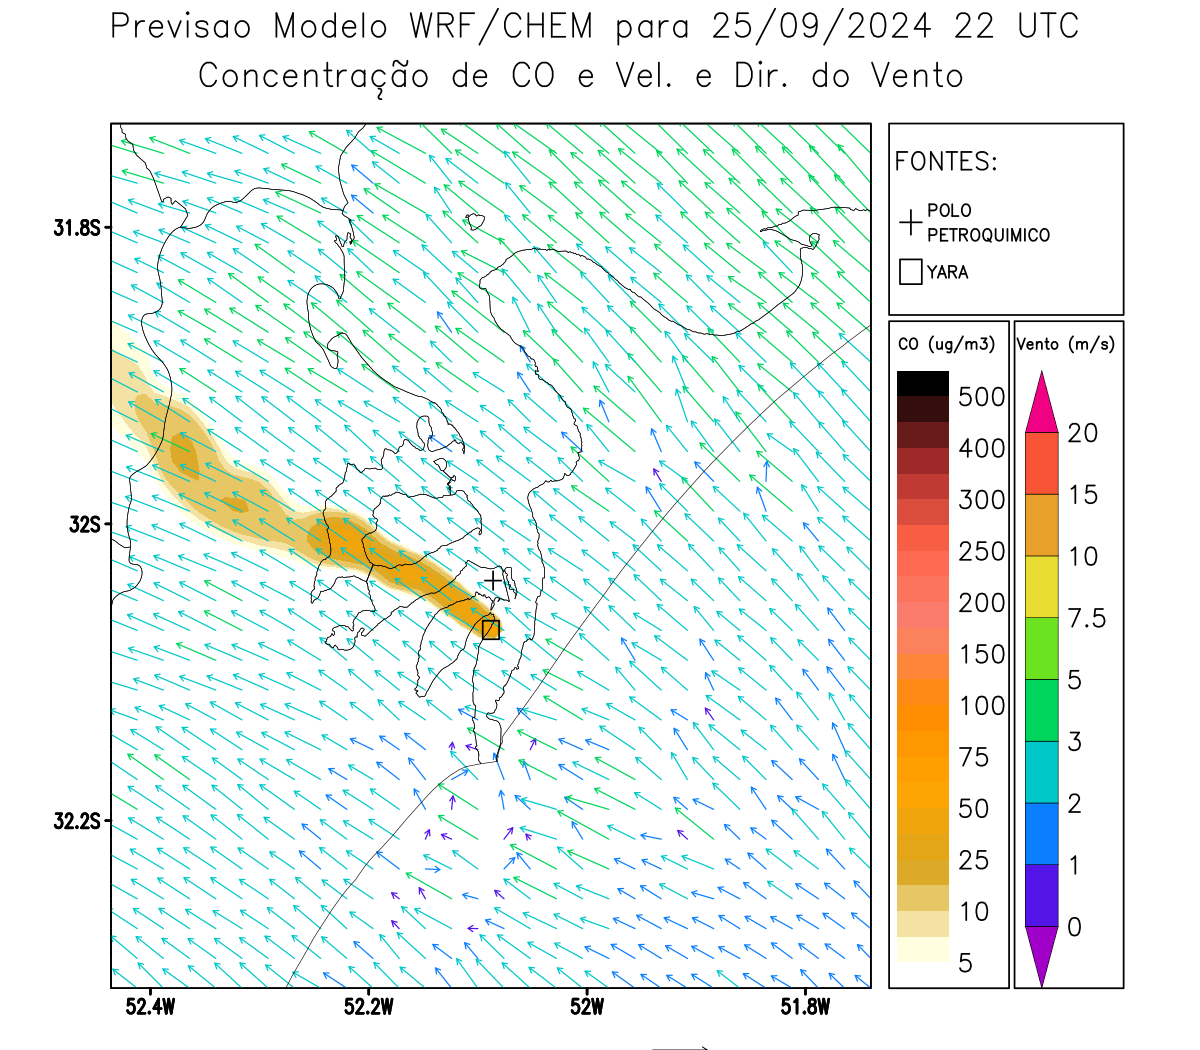 Previsao Modelo WRF/CHEM para 25/09/2024 22 UTC
Concentração de CO e Vel. e Dir. do Vento
FONTES:
POLO
PETROQUIMICO
YARA
CO (ug/m3)
500
400
300
250
200
150
100
75
50
25
10
5
Vento (m/s)
20
15
10
7.5
5
3
2
1
0
31.8S
32S
32.2S
52.4W 52.2W 52W 51.8W